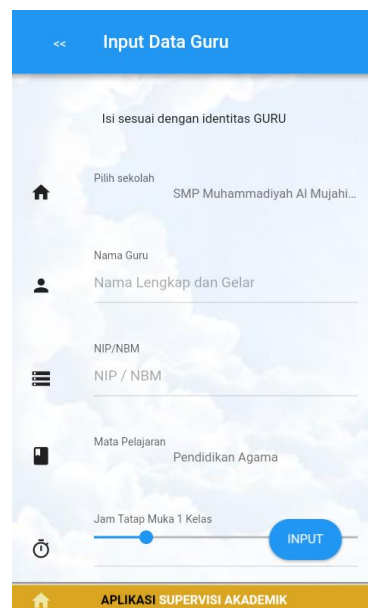 << Input Data Guru
Isi sesuai dengan identitas GURU
Pilih sekolah
SMP Muhammadiyah Al Mujahi...
Nama Guru
Nama Lengkap dan Gelar
NIP/NBM
NIP / NBM
Mata Pelajaran
Pendidikan Agama
Jam Tatap Muka 1 Kelas
INPUT
APLIKASI SUPERVISI AKADEMIK